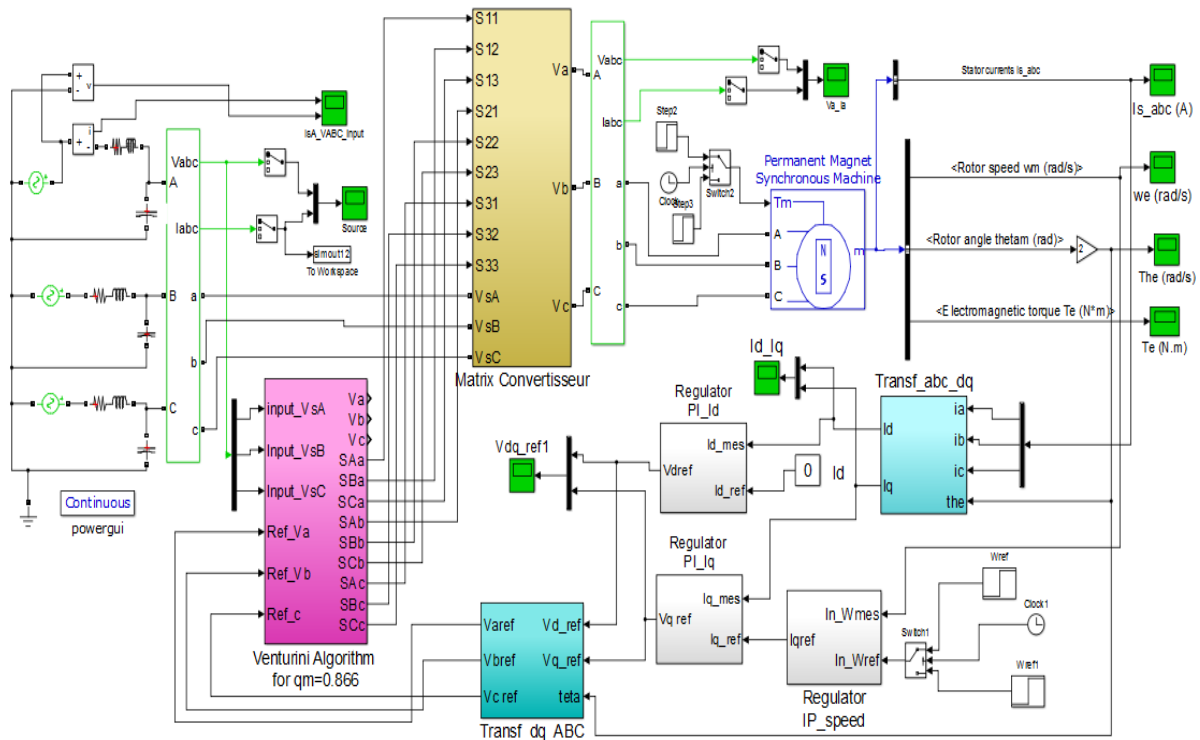 IsA_VABC_Input
+
-
v
+
-
i
Vabc
A
Iabc
B
a
b
C
c
Source
simout12
To Workspace
Continuous
powergui
S11
S12
S13
S21
S22
S23
S31
S32
S33
VsA
VsB
VsC
Va
Vb
Vc
Matrix Convertisseur
Vabc
A
Iabc
B
a
b
C
c
Va_Ia
Step2
Clock
Switch2
Step3
Permanent Magnet
Synchronous Machine
Tm
A
B
C
N
S
m
Stator currents Is_abc
Is_abc (A)
<Rotor speed wm (rad/s)>
we (rad/s)
<Rotor angle thetam (rad)>
2
The (rad/s)
<Electromagnetic torque Te (N*m)>
Te (N.m)
input_VsA
Input_VsB
Input_VsC
Ref_Va
Ref_Vb
Ref_c
Va
Vb
Vc
SAa
SBa
SCa
SAb
SBb
SCb
SAc
SBc
SCc
Venturini Algorithm
for qm=0.866
Vdq_ref1
Id_Iq
Regulator
PI_Id
Vdref
Id_mes
Id_ref
0
Id
Transf_abc_dq
Id
Iq
ia
ib
ic
the
Regulator
PI_Iq
Vq ref
Iq_mes
Iq_ref
Iqref
In_Wmes
In_Wref
Regulator
IP_speed
Wref
Clock1
Switch1
Wref1
Varef
Vbref
Vc ref
Vd_ref
Vq_ref
teta
Transf_dq_ABC